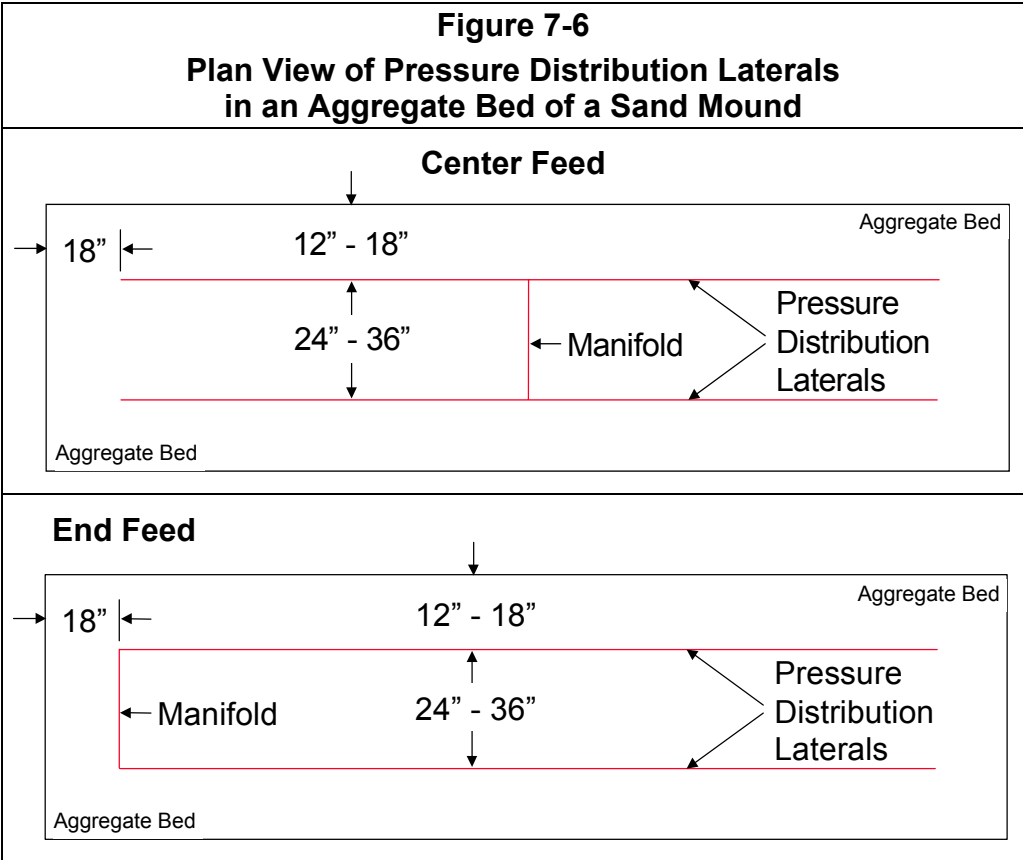 Figure 7-6
Plan View of Pressure Distribution Laterals
in an Aggregate Bed of a Sand Mound
Center Feed
Aggregate Bed
18”
12” - 18”
24” - 36”
Manifold
Pressure
Distribution
Laterals
Aggregate Bed
End Feed
Aggregate Bed
18”
12” - 18”
Manifold
24” - 36”
Pressure
Distribution
Laterals
Aggregate Bed